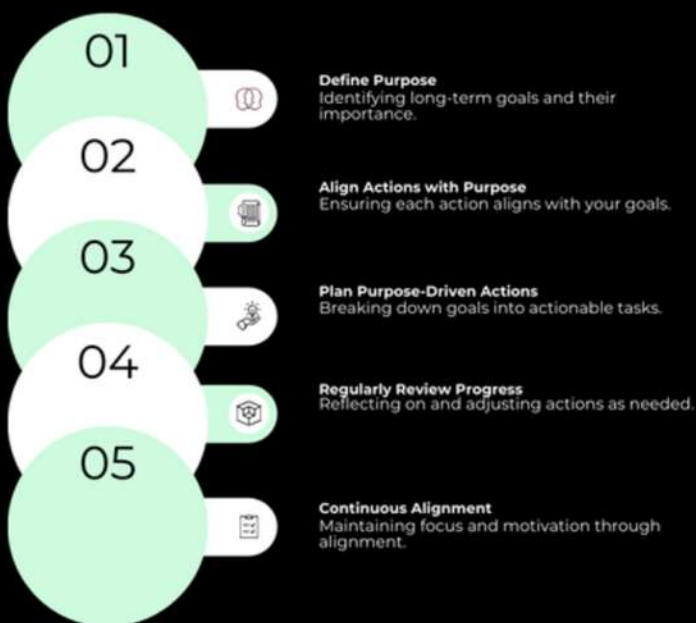 01
Define Purpose
Identifying long-term goals and their
importance.
02
Align Actions with Purpose
Ensuring each action aligns with your goals.
03
Plan Purpose-Driven Actions
Breaking down goals into actionable tasks.
04
Regularly Review Progress
Reflecting on and adjusting actions as needed.
05
Continuous Alignment
Maintaining focus and motivation through
alignment.